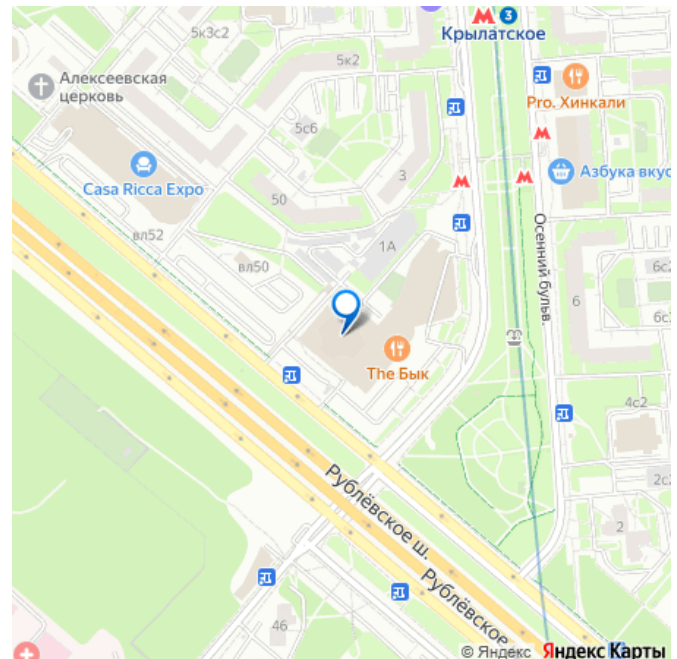 5к3с2
3
Крылатское
5к2
Алексеевская
церковь
Pro. Хинкали
5с6
Азбука вкус
Casa Ricca Expo
3
50
вл52
1А
Осенний бульв.
вл50
6с2
6
6с
The Бык
4с2
Рублёвское ш.
2с2
2
Рублёвское
46
© Яндекс Яндекс Карты